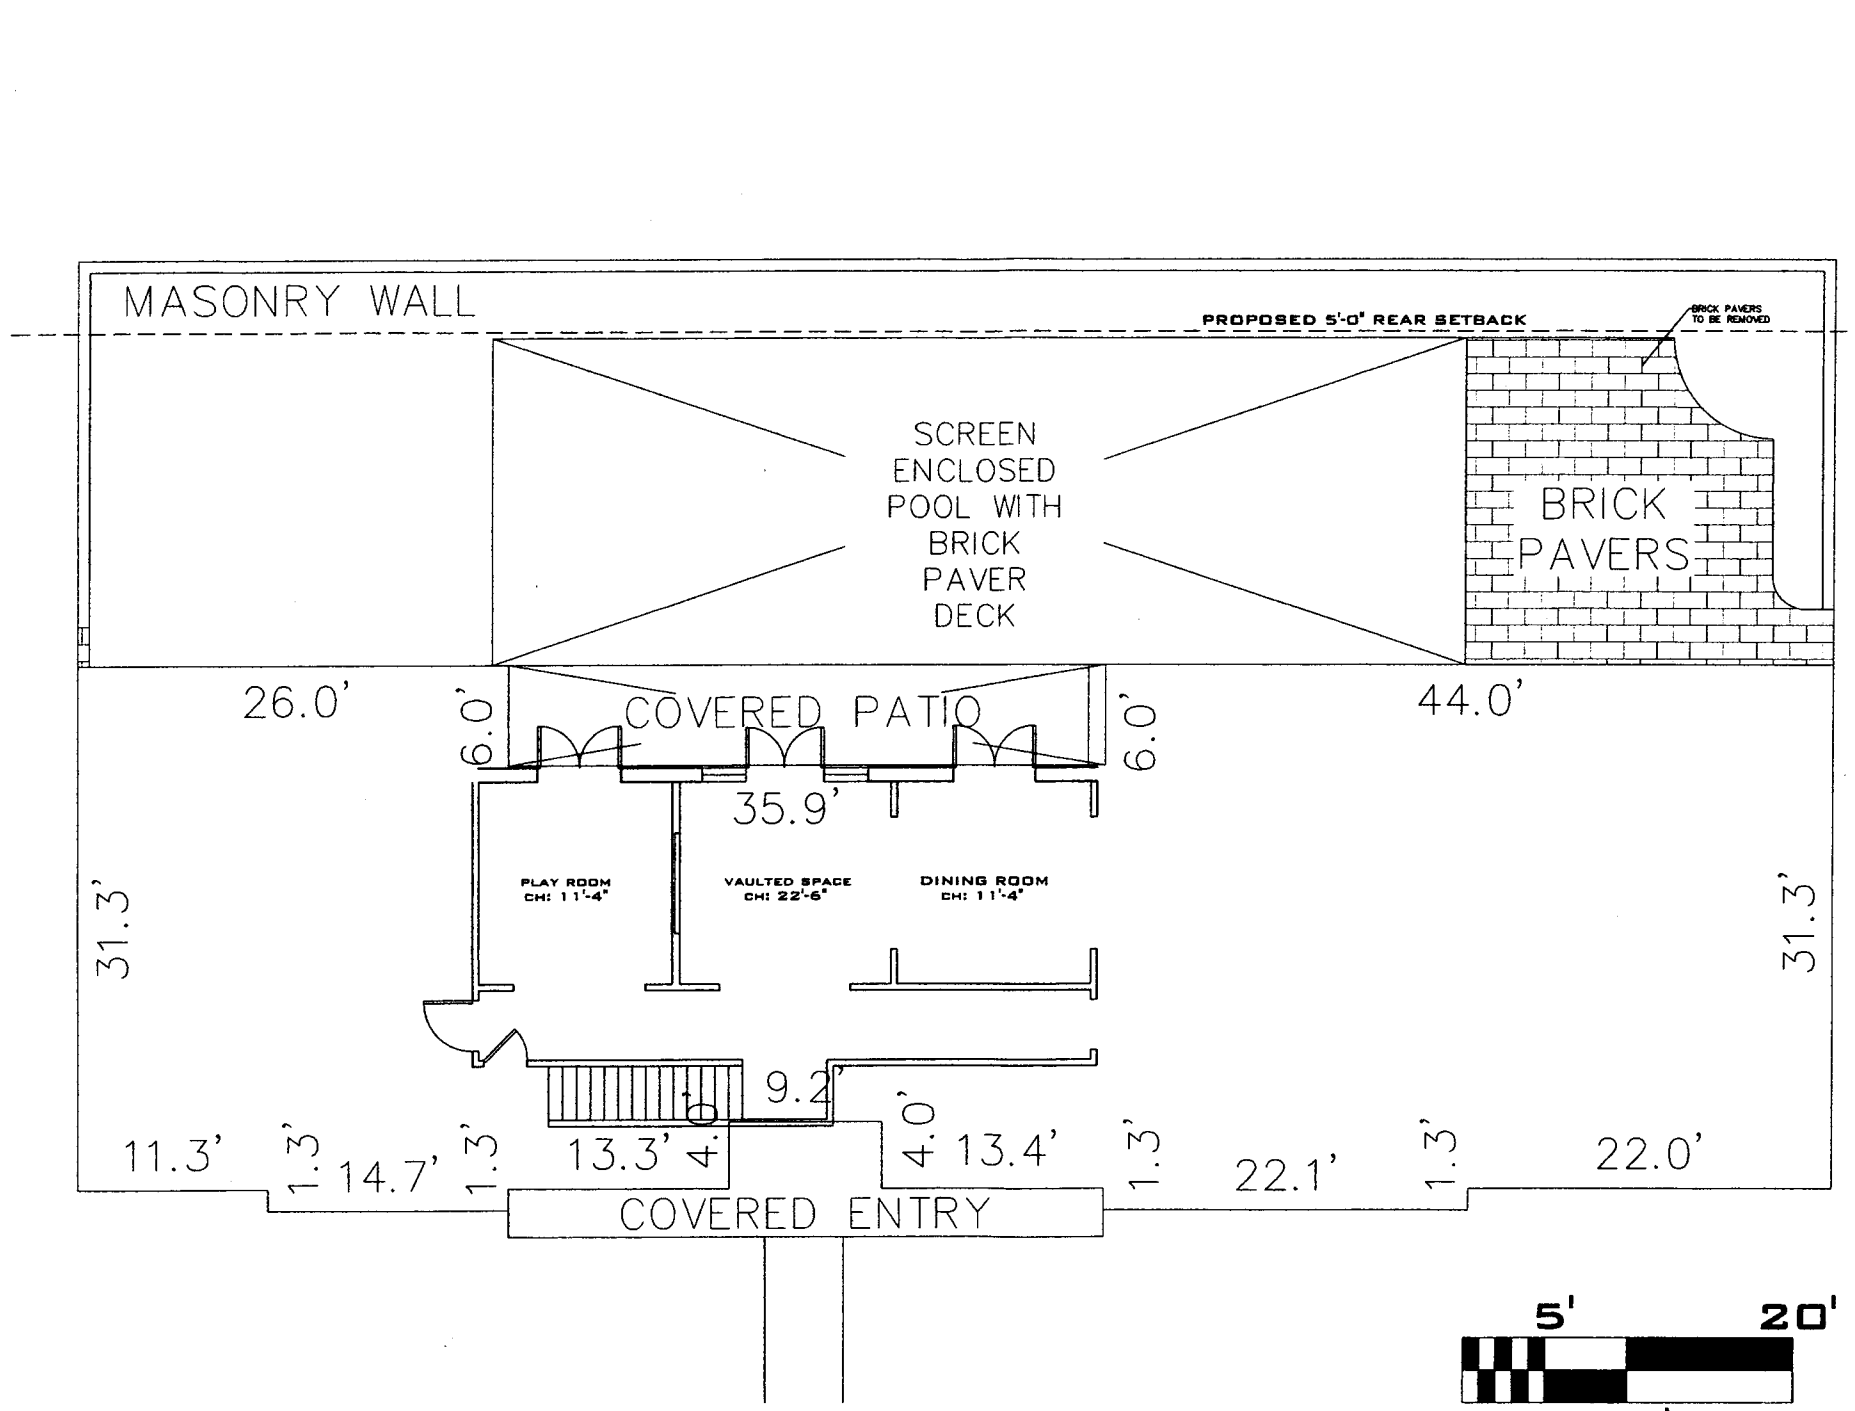 MASONRY WALL
PROPOSED 5'-0" REAR SETBACK
BRICK PAVERS
TO BE REMOVED
SCREEN
ENCLOSED
POOL WITH
BRICK
PAVER
DECK
BRICK
PAVERS
26.0'
6.0'
COVERED PATIO
6.0'
44.0'
35.9'
PLAY ROOM
CH: 11'-4"
VAULTED SPACE
CH: 22'-6"
DINING ROOM
CH: 11'-4"
31.3'
31.3'
9.2'
11.3'
1.3'
14.7'
1.3'
13.3'
4.0'
4.0'
13.4'
1.3'
22.1'
1.3'
22.0'
COVERED ENTRY
5'
20'